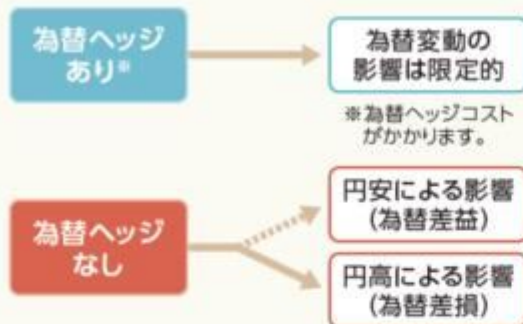 為替ヘッジ
あり※
為替変動の
影響は限定的
※為替ヘッジコスト
がかかります。
為替ヘッジ
なし
円安による影響
(為替差益)
円高による影響
(為替差損)